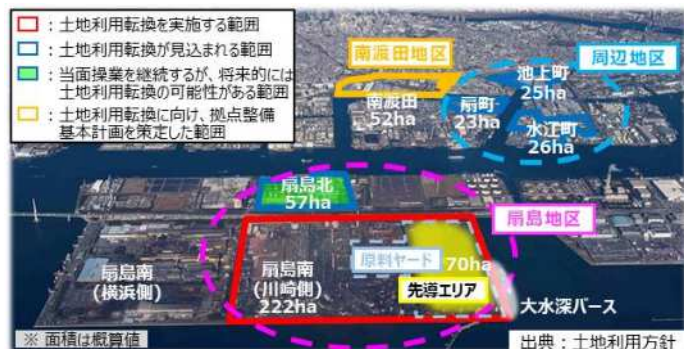 ：土地利用転換を実施する範囲
：土地利用転換が見込まれる範囲
：当面操業を継続するが、将来的には
土地利用転換の可能性がある範囲
：土地利用転換に向け、拠点整備
基本計画を策定した範囲
南渡田地区
周辺地区
南渡田
52ha
池上町
25ha
扇町
23ha
水江町
26ha
扇島北
57ha
扇島地区
扇島南
(横浜側)
扇島南
(川崎側)
222ha
原料ヤード
70ha
先導エリア
大水深バース
※ 面積は概算値
出典：土地利用方針